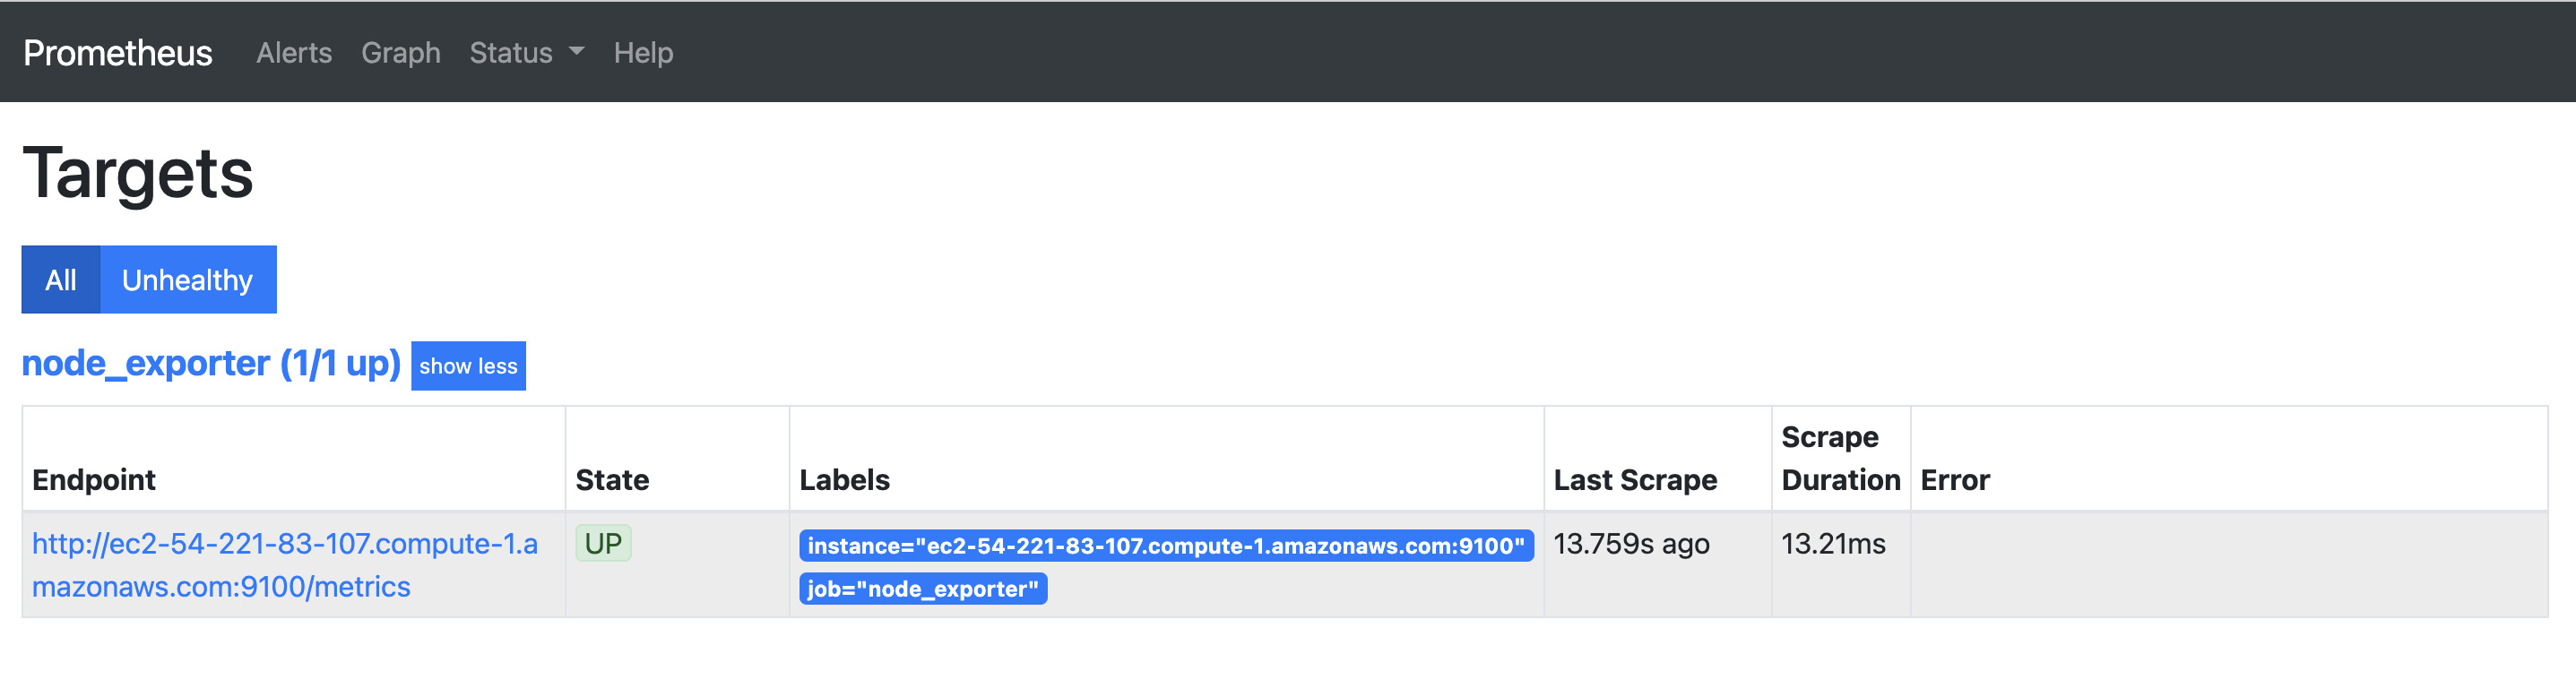 Prometheus Alerts Graph Status Help
Targets
All Unhealthy
node_exporter (1/1 up) show less
Endpoint State Labels Last Scrape Scrape Duration Error
http://ec2-54-221-83-107.compute-1.a
mazonaws.com:9100/metrics
UP
instance="ec2-54-221-83-107.compute-1.amazonaws.com:9100"
job="node_exporter"
13.759s ago
13.21ms